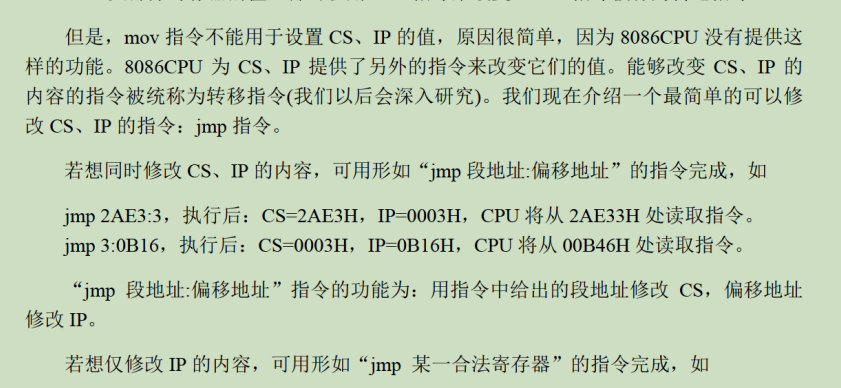 但是，mov 指令不能用于设置 CS、IP 的值，原因很简单，因为 8086CPU 没有提供这
样的功能。8086CPU 为 CS、IP 提供了另外的指令来改变它们的值。能够改变 CS、IP 的
内容的指令被统称为转移指令(我们以后会深入研究)。我们现在介绍一个最简单的可以修
改 CS、IP 的指令：jmp 指令。
若想同时修改 CS、IP 的内容，可用形如“jmp 段地址:偏移地址”的指令完成，如
jmp 2AE3:3，执行后：CS=2AE3H，IP=0003H，CPU 将从 2AE33H 处读取指令。
jmp 3:0B16，执行后：CS=0003H，IP=0B16H，CPU 将从 00B46H 处读取指令。
“jmp 段地址:偏移地址”指令的功能为：用指令中给出的段地址修改 CS，偏移地址
修改 IP。
若想仅修改 IP 的内容，可用形如“jmp 某一合法寄存器”的指令完成，如